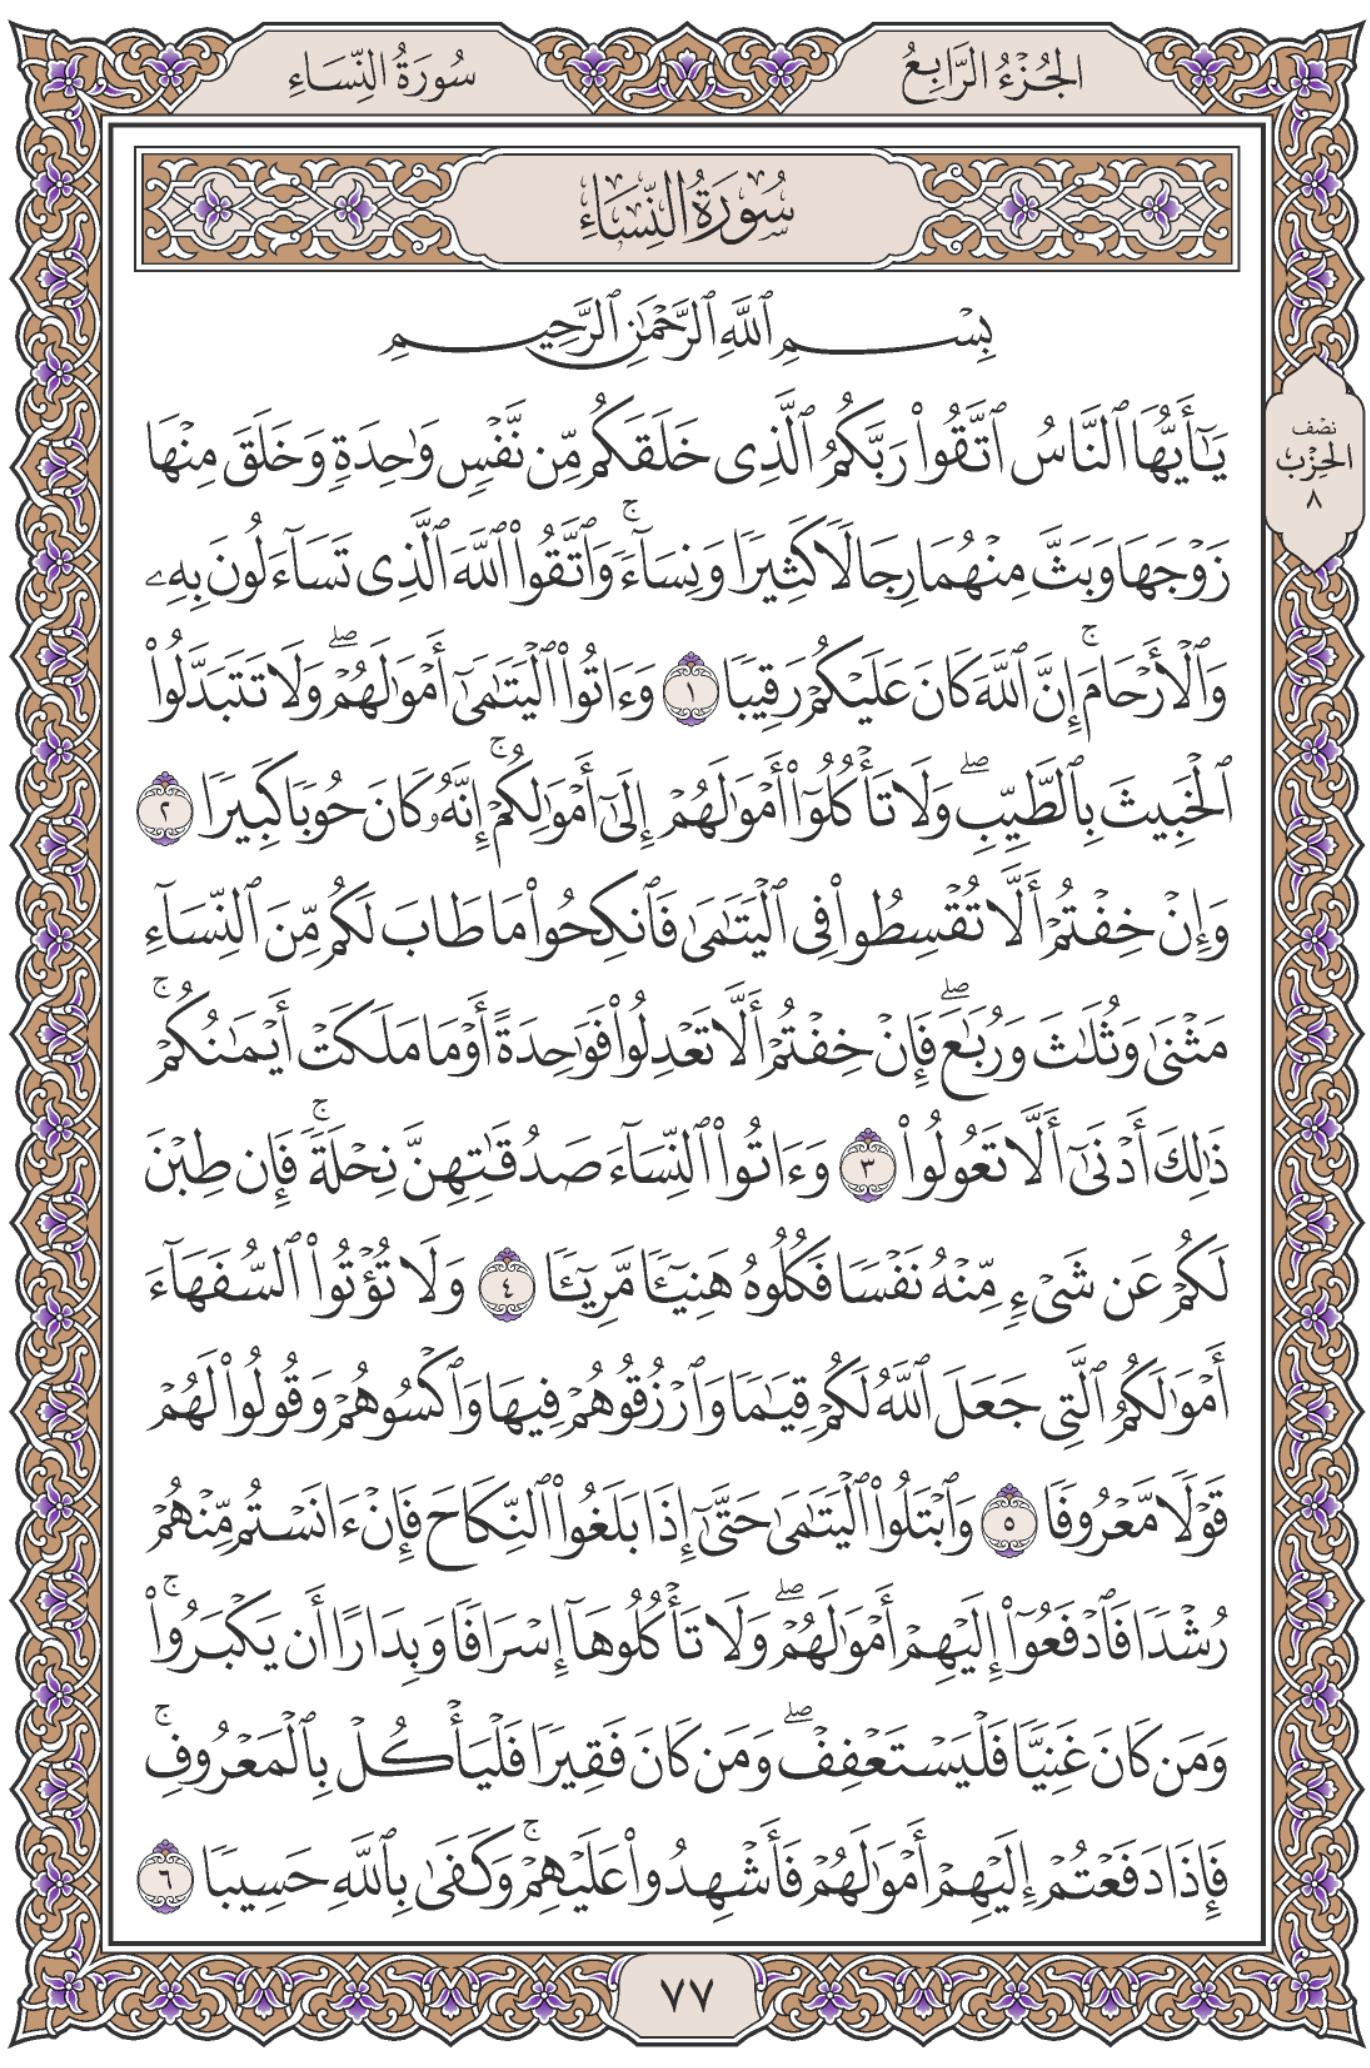 الجُزْءُ الرَّابِعُ
سُورَةُ النِّسَاءِ
سُورَةُ النِّسَاءِ
بِسْمِ ٱللَّهِ ٱلرَّحْمَٰنِ ٱلرَّحِيمِ
نصف
الحزب
٨
يَٰٓأَيُّهَا ٱلنَّاسُ ٱتَّقُوا۟ رَبَّكُمُ ٱلَّذِى خَلَقَكُم مِّن نَّفْسٍ وَٰحِدَةٍ وَخَلَقَ مِنْهَا
زَوْجَهَا وَبَثَّ مِنْهُمَا رِجَالًا كَثِيرًا وَنِسَآءً ۚ وَٱتَّقُوا۟ ٱللَّهَ ٱلَّذِى تَسَآءَلُونَ بِهِۦ
وَٱلْأَرْحَامَ ۚ إِنَّ ٱللَّهَ كَانَ عَلَيْكُمْ رَقِيبًا ١ وَءَاتُوا۟ ٱلْيَتَٰمَىٰٓ أَمْوَٰلَهُمْ ۖ وَلَا تَتَبَدَّلُوا۟
ٱلْخَبِيثَ بِٱلطَّيِّبِ ۖ وَلَا تَأْكُلُوٓا۟ أَمْوَٰلَهُمْ إِلَىٰٓ أَمْوَٰلِكُمْ ۚ إِنَّهُۥ كَانَ حُوبًا كَبِيرًا ٢
وَإِنْ خِفْتُمْ أَلَّا تُقْسِطُوا۟ فِى ٱلْيَتَٰمَىٰ فَٱنكِحُوا۟ مَا طَابَ لَكُم مِّنَ ٱلنِّسَآءِ
مَثْنَىٰ وَثُلَٰثَ وَرُبَٰعَ ۖ فَإِنْ خِفْتُمْ أَلَّا تَعْدِلُوا۟ فَوَٰحِدَةً أَوْ مَا مَلَكَتْ أَيْمَٰنُكُمْ ۚ
ذَٰلِكَ أَدْنَىٰٓ أَلَّا تَعُولُوا۟ ٣ وَءَاتُوا۟ ٱلنِّسَآءَ صَدُقَٰتِهِنَّ نِحْلَةً ۚ فَإِن طِبْنَ
لَكُمْ عَن شَىْءٍ مِّنْهُ نَفْسًا فَكُلُوهُ هَنِيٓـًٔا مَّرِيٓـًٔا ٤ وَلَا تُؤْتُوا۟ ٱلسُّفَهَآءَ
أَمْوَٰلَكُمُ ٱلَّتِى جَعَلَ ٱللَّهُ لَكُمْ قِيَٰمًا وَٱرْزُقُوهُمْ فِيهَا وَٱكْسُوهُمْ وَقُولُوا۟ لَهُمْ
قَوْلًا مَّعْرُوفًا ٥ وَٱبْتَلُوا۟ ٱلْيَتَٰمَىٰ حَتَّىٰٓ إِذَا بَلَغُوا۟ ٱلنِّكَاحَ فَإِنْ ءَانَسْتُم مِّنْهُمْ
رُشْدًا فَٱدْفَعُوٓا۟ إِلَيْهِمْ أَمْوَٰلَهُمْ ۖ وَلَا تَأْكُلُوهَآ إِسْرَافًا وَبِدَارًا أَن يَكْبَرُوا۟ ۚ
وَمَن كَانَ غَنِيًّا فَلْيَسْتَعْفِفْ ۖ وَمَن كَانَ فَقِيرًا فَلْيَأْكُلْ بِٱلْمَعْرُوفِ ۚ
فَإِذَا دَفَعْتُمْ إِلَيْهِمْ أَمْوَٰلَهُمْ فَأَشْهِدُوا۟ عَلَيْهِمْ ۚ وَكَفَىٰ بِٱللَّهِ حَسِيبًا ٦
٧٧